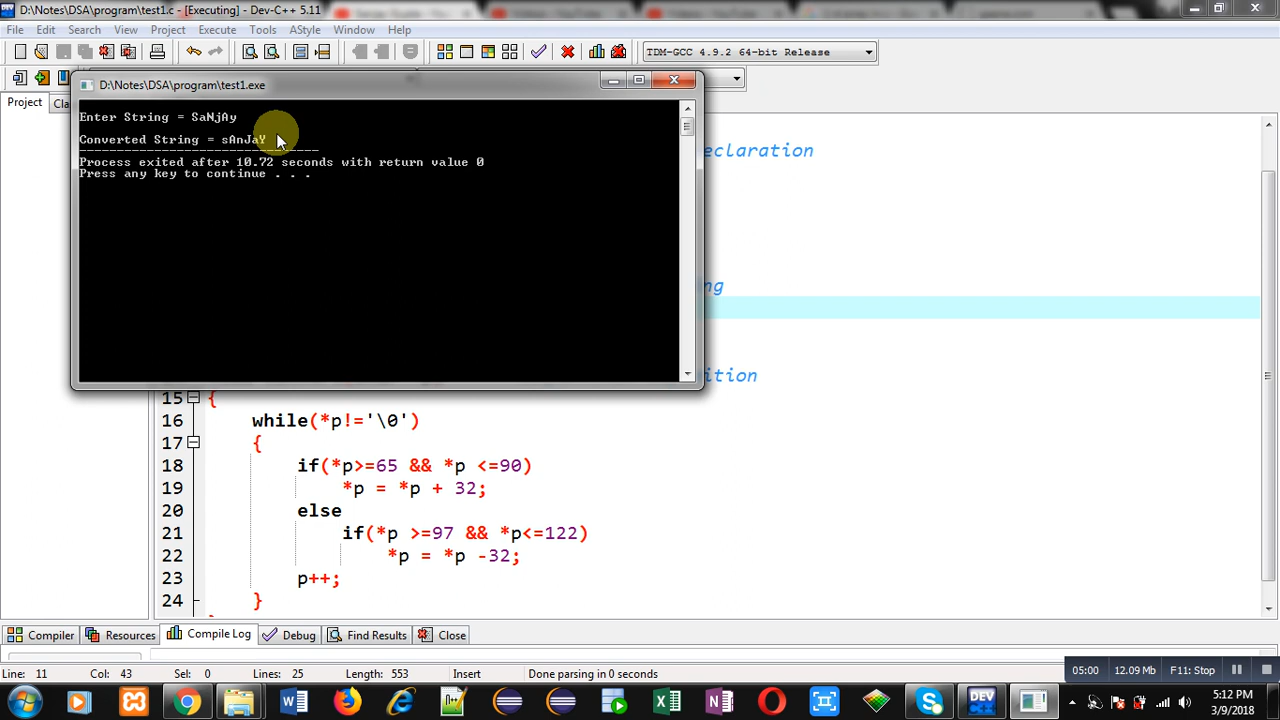 D:\Notes\DSA\program\test1.c - [Executing] - Dev-C++ 5.11
File Edit Search View Project Execute Tools AStyle Window Help
TDM-GCC 4.9.2 64-bit Release
D:\Notes\DSA\program\test1.exe
Project Cla
Enter String = SaNjAy
Converted String = sAnJaY
--------------------------------
Process exited after 10.72 seconds with return value 0
Press any key to continue . . .
eclaration
ng
ition
15 {
16 while(*p!='\0')
17 {
18 if(*p>=65 && *p <=90)
19 *p = *p + 32;
20 else
21 if(*p >=97 && *p<=122)
22 *p = *p -32;
23 p++;
24 }
Compiler Resources Compile Log Debug Find Results Close
Line: 11 Col: 43 Sel: 0 Lines: 25 Length: 553 Insert Done parsing in 0 seconds
05:00 12.09 Mb F11: Stop
DEV C++
5:12 PM
3/9/2018